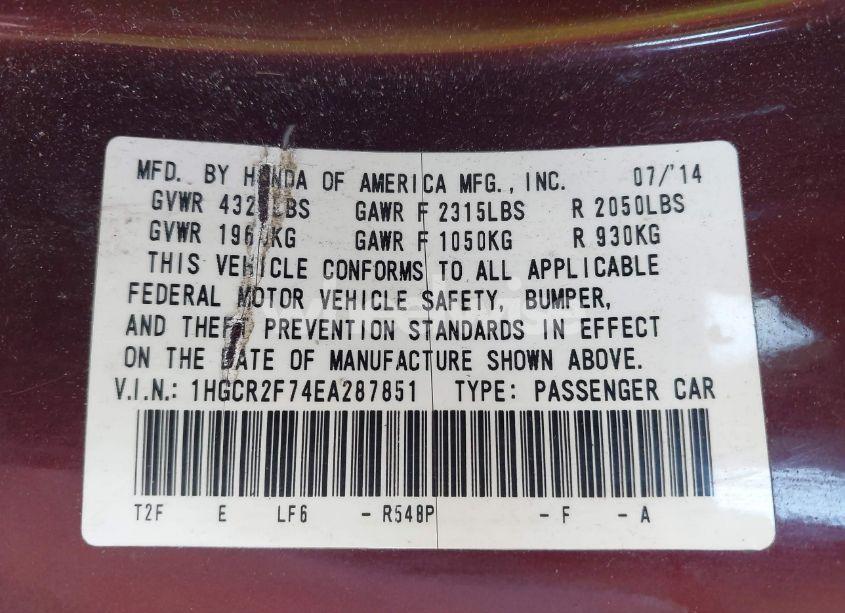 MFD. BY HONDA OF AMERICA MFG., INC. 07/'14
GVWR LBS GAWR F 2315LBS R 2050LBS
GVWR KG GAWR F 1050KG R 930KG
THIS VEHICLE CONFORMS TO ALL APPLICABLE
FEDERAL MOTOR VEHICLE SAFETY, BUMPER,
AND THEFT PREVENTION STANDARDS IN EFFECT
ON THE DATE OF MANUFACTURE SHOWN ABOVE.
V.I.N.: 1HGCR2F74EA287851 TYPE: PASSENGER CAR
T2F E LF6 - R548P - F - A